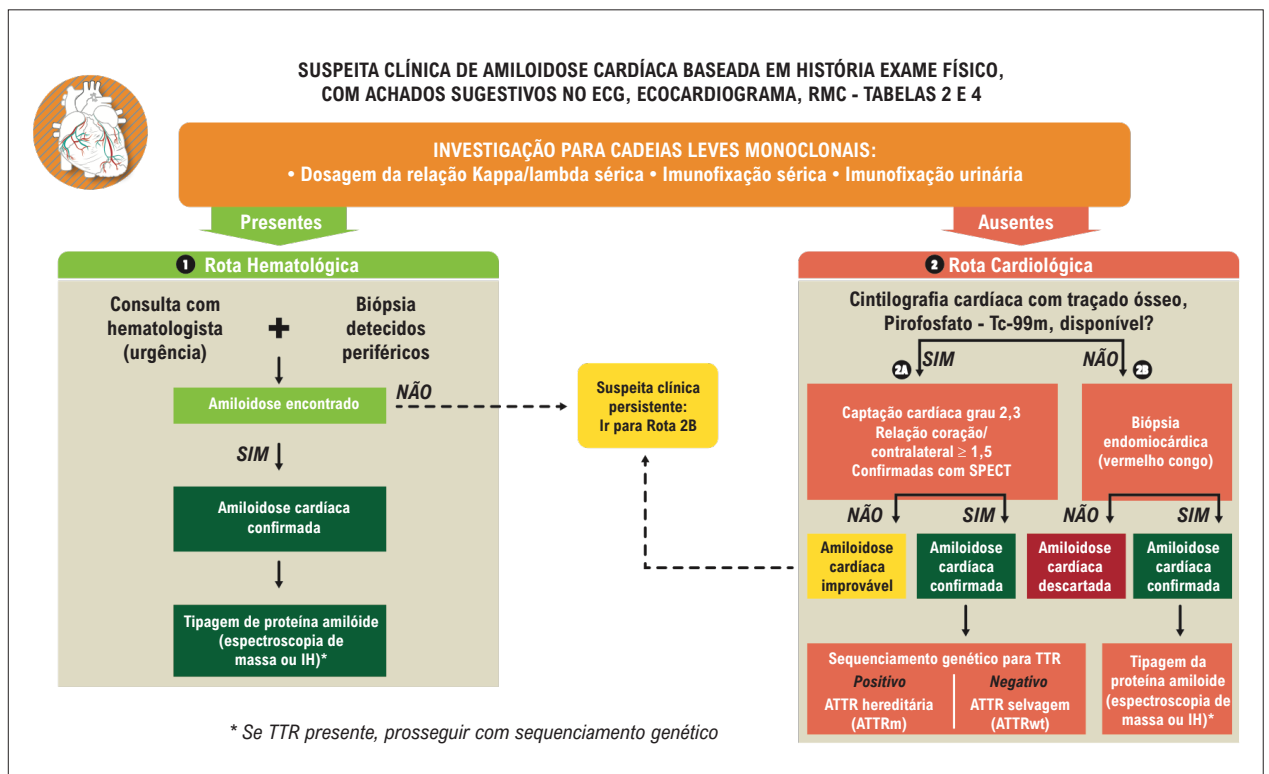 SUSPEITA CLÍNICA DE AMILOIDOSE CARDÍACA BASEADA EM HISTÓRIA EXAME FÍSICO,
COM ACHADOS SUGESTIVOS NO ECG, ECOCARDIOGRAMA, RMC - TABELAS 2 E 4
INVESTIGAÇÃO PARA CADEIAS LEVES MONOCLONAIS:
• Dosagem da relação Kappa/lambda sérica • Imunofixação sérica • Imunofixação urinária
Presentes
Ausentes
1 Rota Hematológica
Consulta com
hematologista
(urgência)
+
Biópsia
detecidos
periféricos
Amiloidose encontrado
NÃO
SIM
Amiloidose cardíaca
confirmada
Tipagem de proteína amilóide
(espectroscopia de
massa ou IH)*
Suspeita clínica
persistente:
Ir para Rota 2B
2 Rota Cardiológica
Cintilografia cardíaca com traçado ósseo,
Pirofosfato - Tc-99m, disponível?
2A
SIM
NÃO
2B
Captação cardíaca grau 2,3
Relação coração/
contralateral ≥ 1,5
Confirmadas com SPECT
Biópsia
endomiocárdica
(vermelho congo)
NÃO
SIM
NÃO
SIM
Amiloidose
cardíaca
improvável
Amiloidose
cardíaca
confirmada
Amiloidose
cardíaca
descartada
Amiloidose
cardíaca
confirmada
Sequenciamento genético para TTR
Positivo
ATTR hereditária
(ATTRm)
Negativo
ATTR selvagem
(ATTRwt)
Tipagem da
proteína amiloide
(espectroscopia de
massa ou IH)*
* Se TTR presente, prosseguir com sequenciamento genético